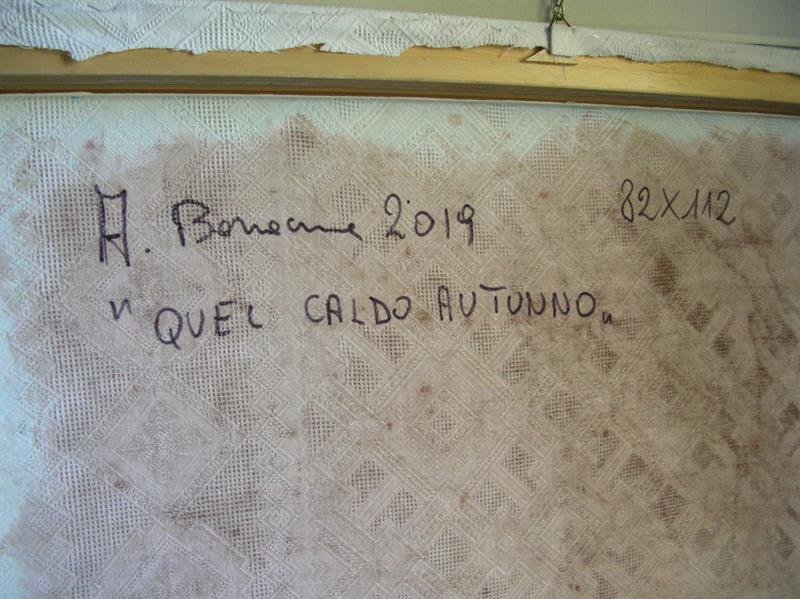 A. 2019 82X112
"QUEL CALDO AUTUNNO"